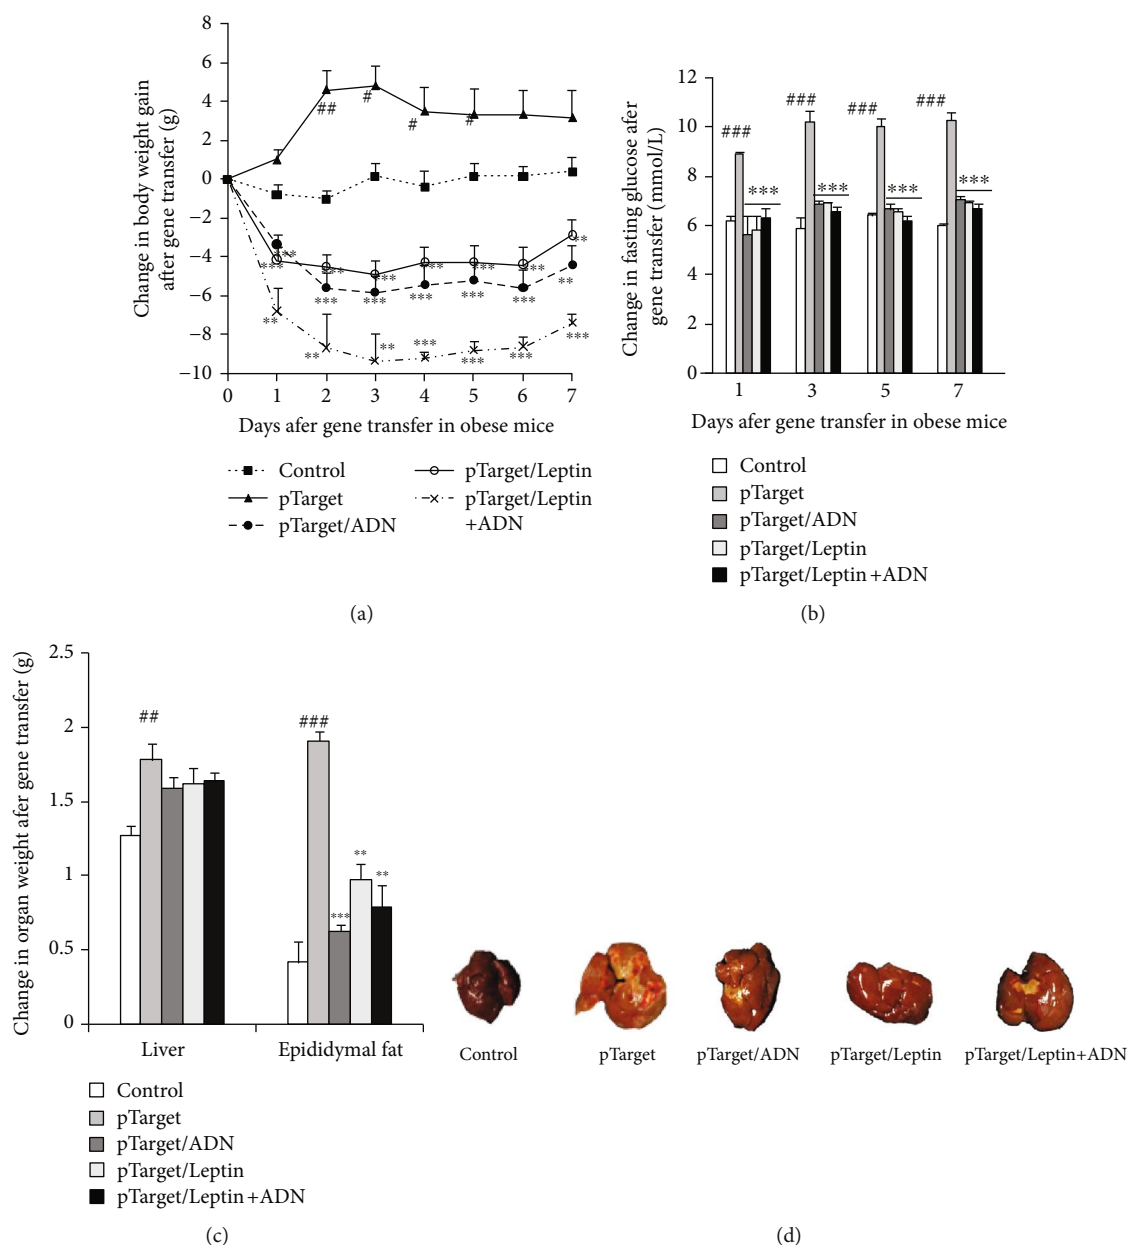 8
6
4
2
0
−2
−4
−6
−8
−10
Change in body weight gain
after gene transfer (g)
##
#
#
#
***
***
**
**
**
**
**
**
***
***
***
***
***
**
**
**
**
***
***
***
***
0 1 2 3 4 5 6 7
Days afer gene transfer in obese mice
Control
pTarget
pTarget/ADN
pTarget/Leptin
pTarget/Leptin
+ADN
(a)
12
10
8
6
4
2
0
Change in fasting glucose afer
gene transfer (mmol/L)
### ### ### ###
*** *** *** ***
1 3 5 7
Days afer gene transfer in obese mice
Control
pTarget
pTarget/ADN
pTarget/Leptin
pTarget/Leptin+ADN
(b)
2.5
2
1.5
1
0.5
0
Change in organ weight afer gene transfer (g)
## ###
***
**
**
Liver Epididymal fat
Control
pTarget
pTarget/ADN
pTarget/Leptin
pTarget/Leptin+ADN
(c)
Control pTarget pTarget/ADN pTarget/Leptin pTarget/Leptin+ADN
(d)